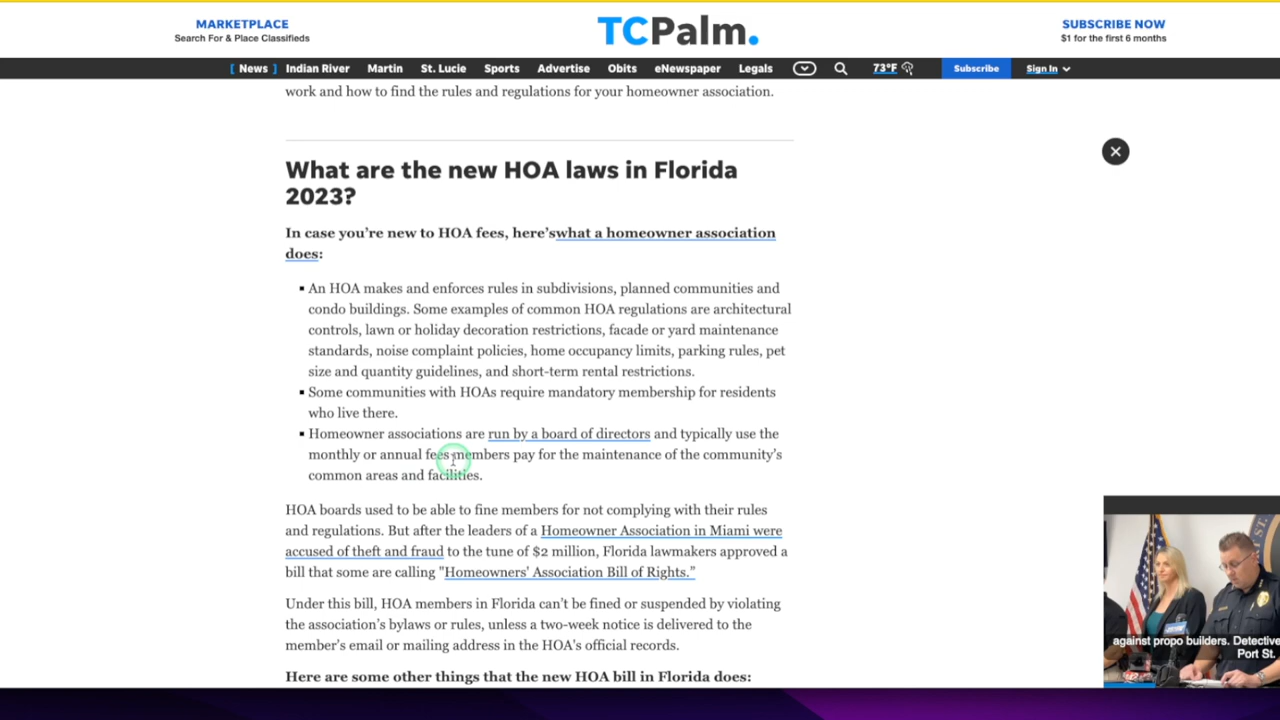 MARKETPLACE
Search For & Place Classifieds
TCPalm.
SUBSCRIBE NOW
$1 for the first 6 months
[ News ] Indian River Martin St. Lucie Sports Advertise Obits eNewspaper Legals 73°F Subscribe Sign In
work and how to find the rules and regulations for your homeowner association.
What are the new HOA laws in Florida
2023?
In case you're new to HOA fees, here'swhat a homeowner association
does:
▪ An HOA makes and enforces rules in subdivisions, planned communities and
condo buildings. Some examples of common HOA regulations are architectural
controls, lawn or holiday decoration restrictions, facade or yard maintenance
standards, noise complaint policies, home occupancy limits, parking rules, pet
size and quantity guidelines, and short-term rental restrictions.
▪ Some communities with HOAs require mandatory membership for residents
who live there.
▪ Homeowner associations are run by a board of directors and typically use the
monthly or annual fees members pay for the maintenance of the community's
common areas and facilities.
HOA boards used to be able to fine members for not complying with their rules
and regulations. But after the leaders of a Homeowner Association in Miami were
accused of theft and fraud to the tune of $2 million, Florida lawmakers approved a
bill that some are calling "Homeowners' Association Bill of Rights."
Under this bill, HOA members in Florida can't be fined or suspended by violating
the association's bylaws or rules, unless a two-week notice is delivered to the
member's email or mailing address in the HOA's official records.
Here are some other things that the new HOA bill in Florida does:
against propo builders. Detective
Port St.